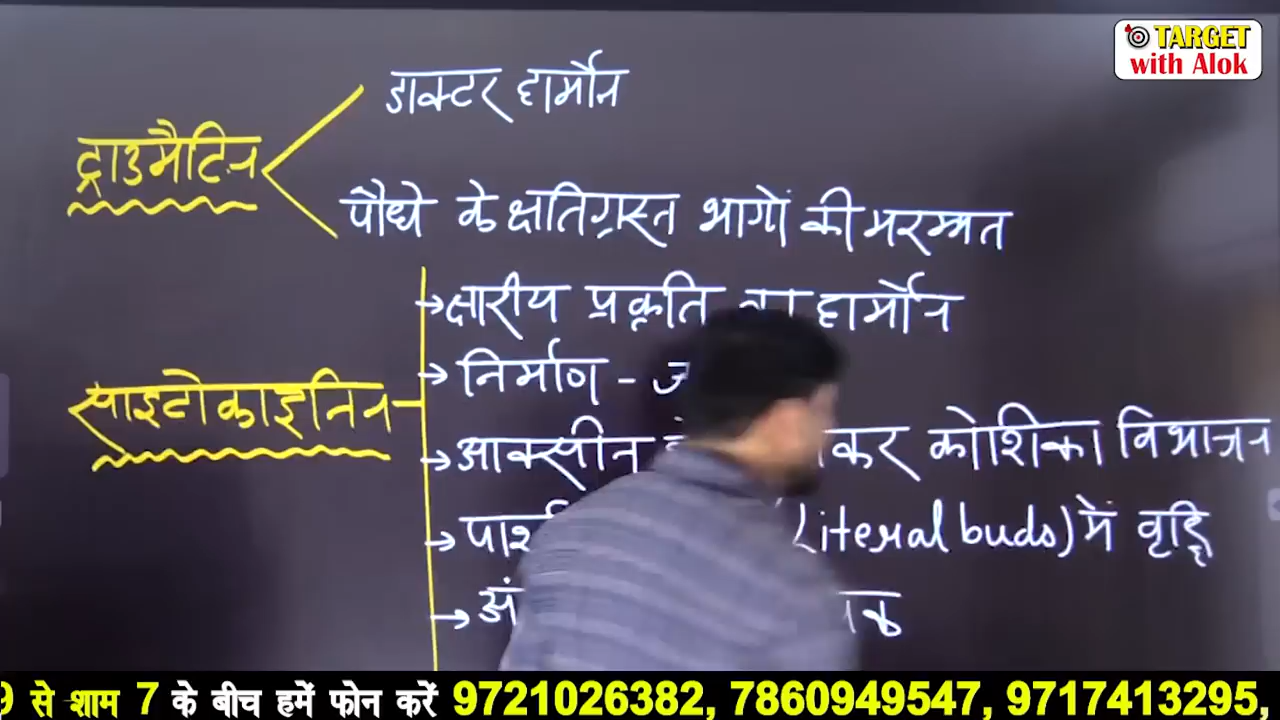 TARGET
with Alok
डाक्टर हार्मोन
ट्राउमैटिन
पौधे के क्षतिग्रस्त भागों की मरम्मत
→क्षारीय प्रकृति हार्मोन
साइटोकाइनिन
→ निर्माण -
→ आक्सीन कोशिका विभाजन
→ (Literal buds) में वृद्धि
→
9 से शाम 7 के बीच हमें फोन करें 9721026382, 7860949547, 9717413295,